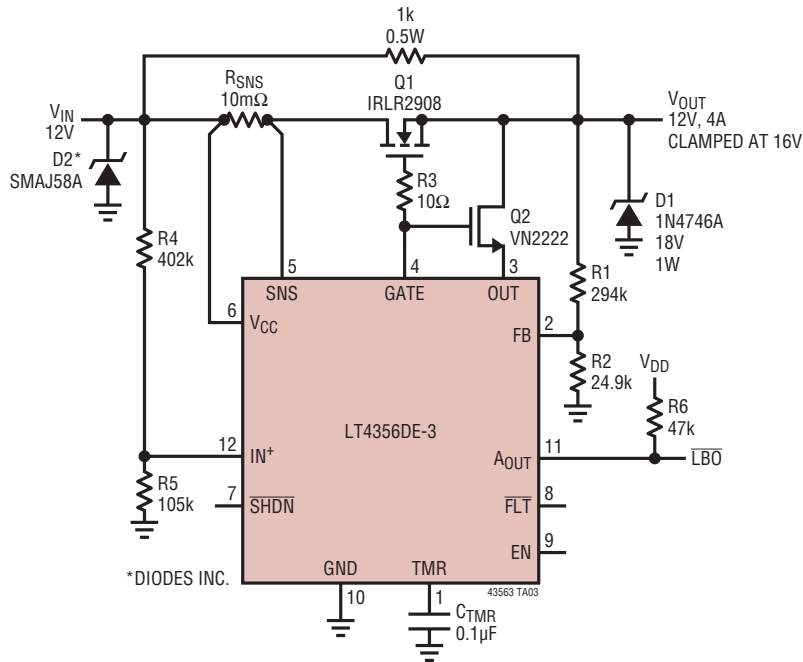 1k
0.5W
RSNS
10mΩ
Q1
IRLR2908
VIN
12V
VOUT
12V, 4A
CLAMPED AT 16V
D2*
SMAJ58A
R3
10Ω
Q2
VN2222
D1
1N4746A
18V
1W
R4
402k
5
4
3
SNS
GATE
OUT
R1
294k
6
VCC
FB
2
R2
24.9k
VDD
R6
47k
LT4356DE-3
12
IN+
AOUT
11
LBO
R5
105k
7
SHDN
FLT
8
EN
9
*DIODES INC.
GND
TMR
10
1
43563 TA03
CTMR
0.1µF